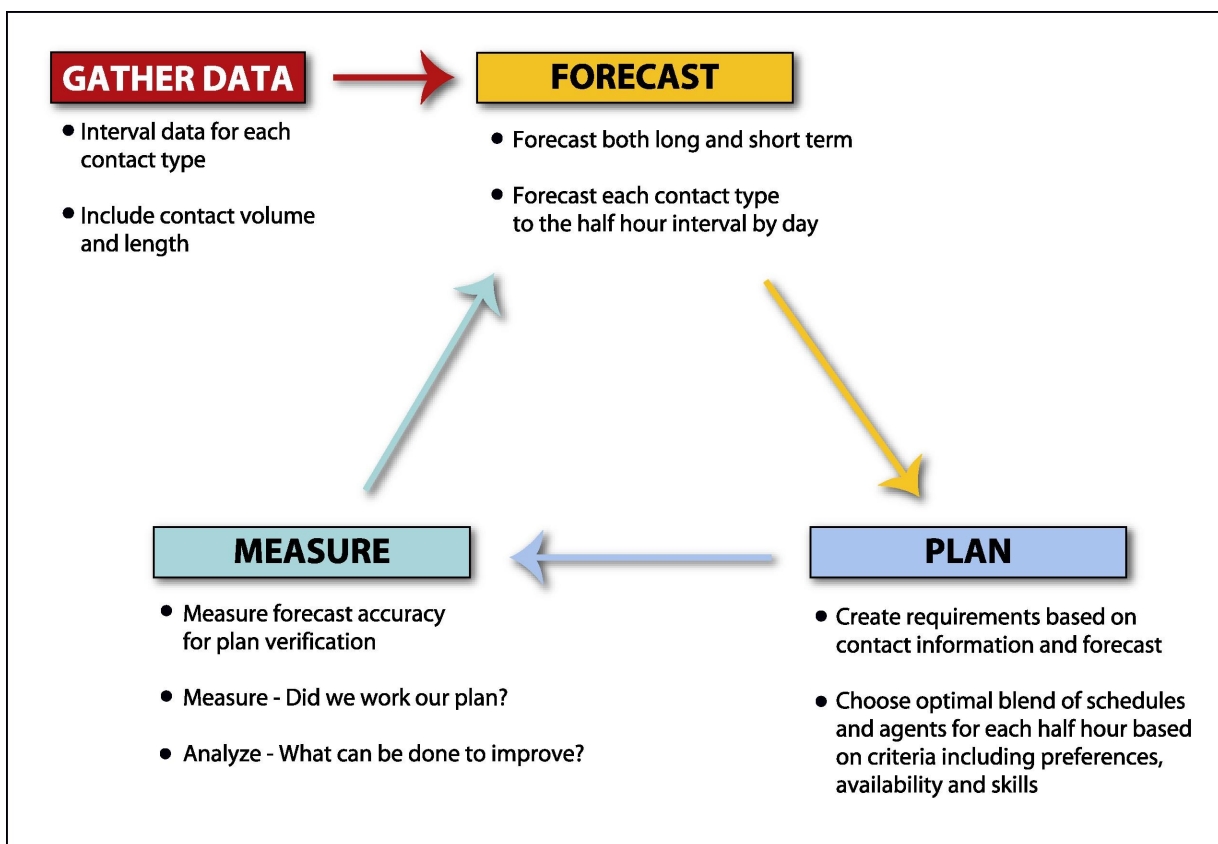 GATHER DATA
• Interval data for each
contact type
• Include contact volume
and length
FORECAST
• Forecast both long and short term
• Forecast each contact type
to the half hour interval by day
MEASURE
• Measure forecast accuracy
for plan verification
• Measure - Did we work our plan?
• Analyze - What can be done to improve?
PLAN
• Create requirements based on
contact information and forecast
• Choose optimal blend of schedules
and agents for each half hour based
on criteria including preferences,
availability and skills